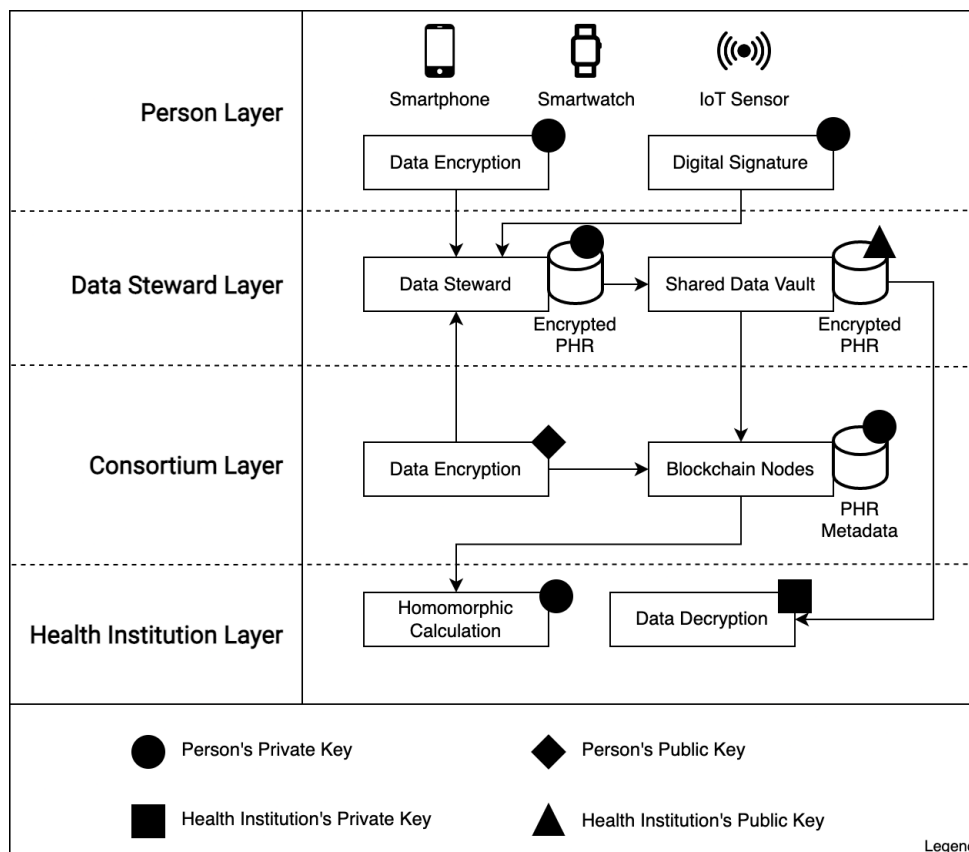 Smartphone
Smartwatch
IoT Sensor
Person Layer
Data Encryption
Digital Signature
Data Steward Layer
Data Steward
Encrypted
PHR
Shared Data Vault
Encrypted
PHR
Consortium Layer
Data Encryption
Blockchain Nodes
PHR
Metadata
Health Institution Layer
Homomorphic
Calculation
Data Decryption
Person's Private Key
Person's Public Key
Health Institution's Private Key
Health Institution's Public Key
Legend